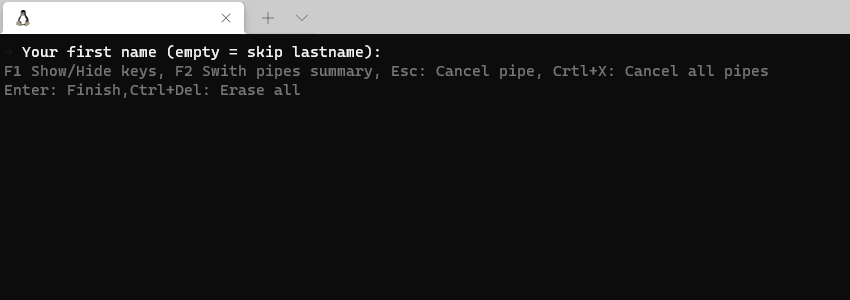 Your first name (empty = skip lastname):
F1 Show/Hide keys, F2 Swith pipes summary, Esc: Cancel pipe, Crtl+X: Cancel all pipes
Enter: Finish,Ctrl+Del: Erase all